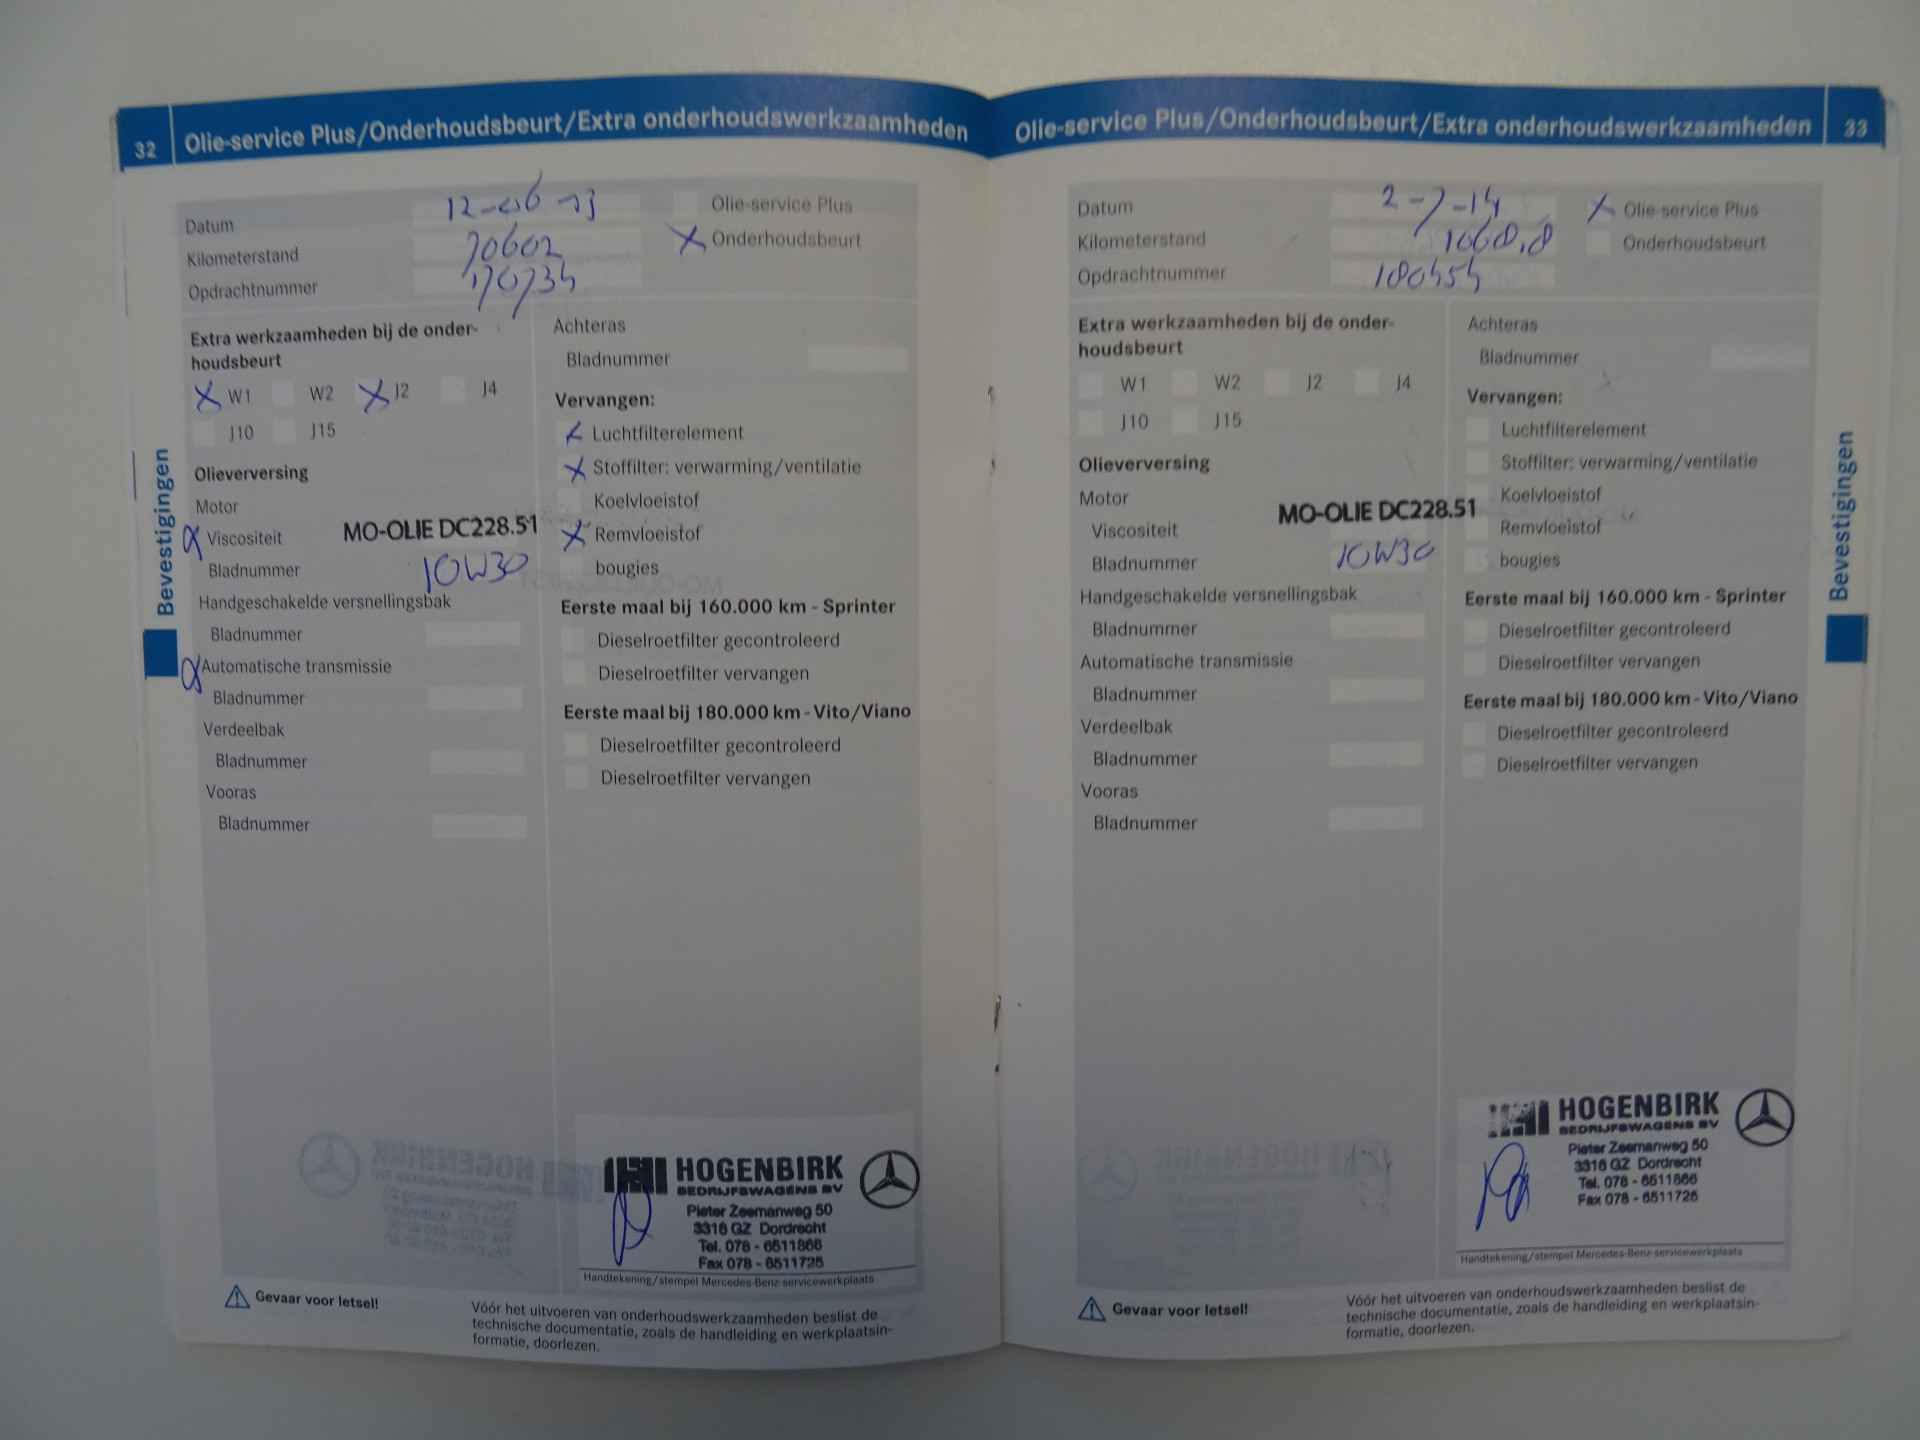 32 Olie-service Plus/Onderhoudsbeurt/Extra onderhoudswerkzaamheden
Datum 12-06-13 Olie-service Plus
Kilometerstand 70602 X Onderhoudsbeurt
Opdrachtnummer 170734
Extra werkzaamheden bij de onder-
houdsbeurt
X W1 W2 X J2 J4
J10 J15
Olieverversing
Motor
Viscositeit MO-OLIE DC228.51
Bladnummer 10W30
Handgeschakelde versnellingsbak
Bladnummer
Automatische transmissie
Bladnummer
Verdeelbak
Bladnummer
Vooras
Bladnummer
Achteras
Bladnummer
Vervangen:
X Luchtfilterelement
X Stoffilter: verwarming/ventilatie
Koelvloeistof
X Remvloeistof
bougies
Eerste maal bij 160.000 km - Sprinter
Dieselroetfilter gecontroleerd
Dieselroetfilter vervangen
Eerste maal bij 180.000 km - Vito/Viano
Dieselroetfilter gecontroleerd
Dieselroetfilter vervangen
HOGENBIRK
BEDRIJFSWAGENS BV
Pieter Zeemanweg 50
3316 GZ Dordrecht
Tel. 078 - 6511866
Fax 078 - 6511725
Handtekening/stempel Mercedes-Benz-servicewerkplaats
Gevaar voor letsel!
Vóór het uitvoeren van onderhoudswerkzaamheden beslist de
technische documentatie, zoals de handleiding en werkplaatsin-
formatie, doorlezen.
Bevestigingen
Olie-service Plus/Onderhoudsbeurt/Extra onderhoudswerkzaamheden 33
Datum 2-7-14 X Olie-service Plus
Kilometerstand Onderhoudsbeurt
Opdrachtnummer 180454
Extra werkzaamheden bij de onder-
houdsbeurt
W1 W2 J2 J4
J10 J15
Olieverversing
Motor
Viscositeit MO-OLIE DC228.51
Bladnummer 10W30
Handgeschakelde versnellingsbak
Bladnummer
Automatische transmissie
Bladnummer
Verdeelbak
Bladnummer
Vooras
Bladnummer
Achteras
Bladnummer
Vervangen:
Luchtfilterelement
Stoffilter: verwarming/ventilatie
Koelvloeistof
Remvloeistof
bougies
Eerste maal bij 160.000 km - Sprinter
Dieselroetfilter gecontroleerd
Dieselroetfilter vervangen
Eerste maal bij 180.000 km - Vito/Viano
Dieselroetfilter gecontroleerd
Dieselroetfilter vervangen
HOGENBIRK
BEDRIJFSWAGENS BV
Pieter Zeemanweg 50
3316 GZ Dordrecht
Tel. 078 - 6511866
Fax 078 - 6511725
Handtekening/stempel Mercedes-Benz-servicewerkplaats
Gevaar voor letsel!
Vóór het uitvoeren van onderhoudswerkzaamheden beslist de
technische documentatie, zoals de handleiding en werkplaatsin-
formatie, doorlezen.
Bevestigingen